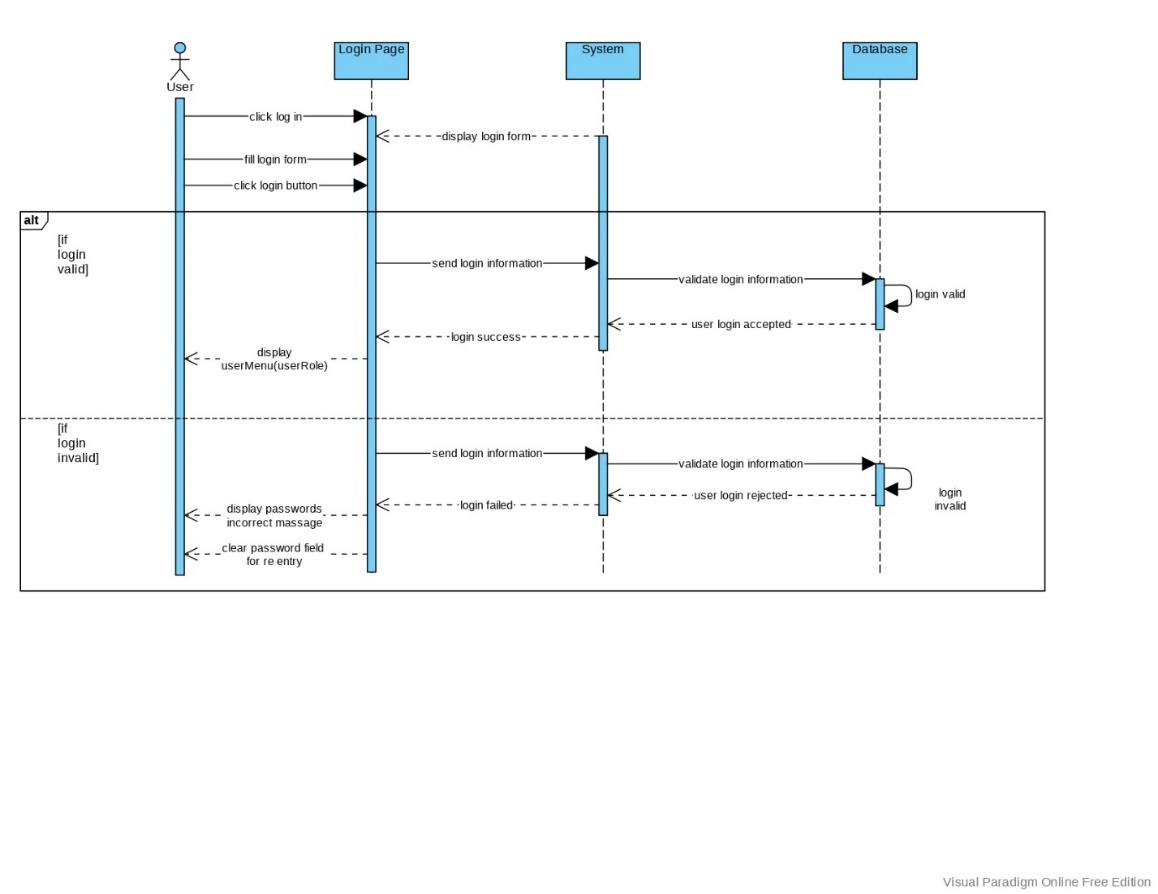 User
Login Page
System
Database
click log in
display login form
fill login form
click login button
alt
[if
login
valid]
send login information
validate login information
login valid
user login accepted
login success
display
userMenu(userRole)
[if
login
invalid]
send login information
validate login information
login
invalid
user login rejected
login failed
display passwords
incorrect massage
clear password field
for re entry
Visual Paradigm Online Free Edition